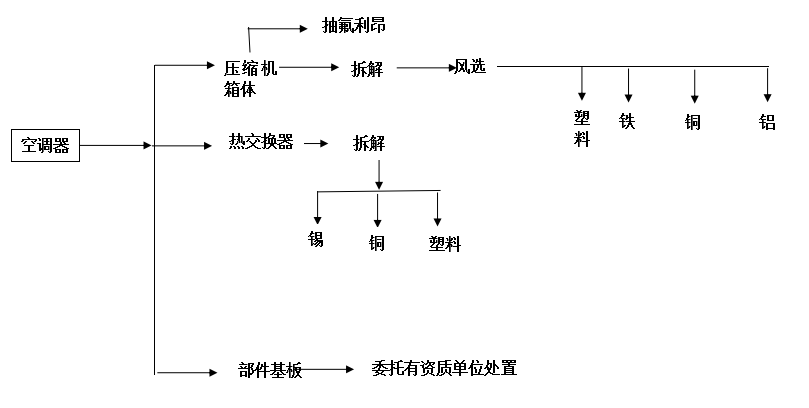 抽氟利昂
压缩机
箱体
拆解
风选
塑
料
铁
铜
铝
空调器
热交换器
拆解
锡
铜
塑料
部件基板
委托有资质单位处置